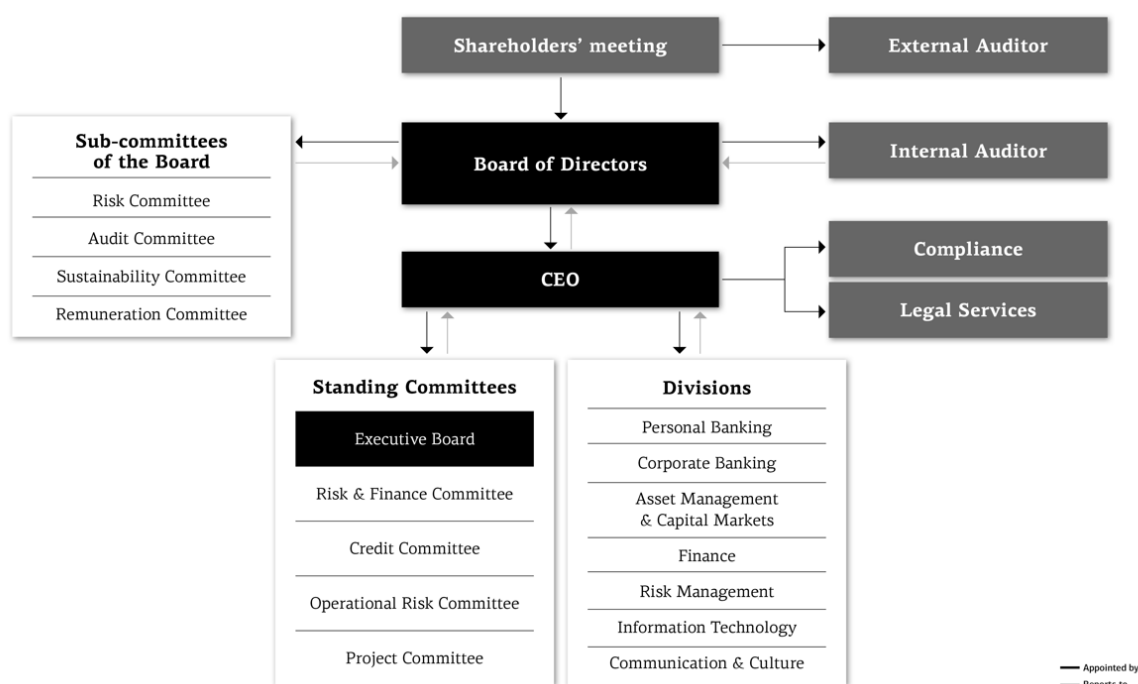 Shareholders' meeting
External Auditor
Sub-committees
of the Board
Risk Committee
Audit Committee
Sustainability Committee
Remuneration Committee
Board of Directors
Internal Auditor
CEO
Compliance
Legal Services
Standing Committees
Executive Board
Risk & Finance Committee
Credit Committee
Operational Risk Committee
Project Committee
Divisions
Personal Banking
Corporate Banking
Asset Management
& Capital Markets
Finance
Risk Management
Information Technology
Communication & Culture
Appointed by
Reports to